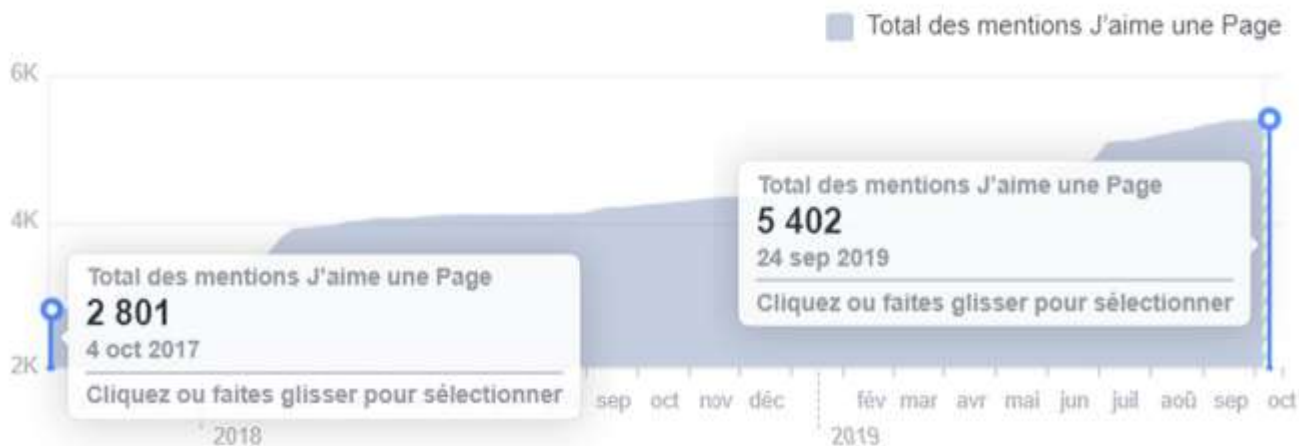 Total des mentions J'aime une Page
6K
4K
2K
Total des mentions J'aime une Page
5 402
24 sep 2019
Cliquez ou faites glisser pour sélectionner
Total des mentions J'aime une Page
2 801
4 oct 2017
Cliquez ou faites glisser pour sélectionner
sep oct nov déc fév mar avr mai jun juil aoû sep oct
2018 2019